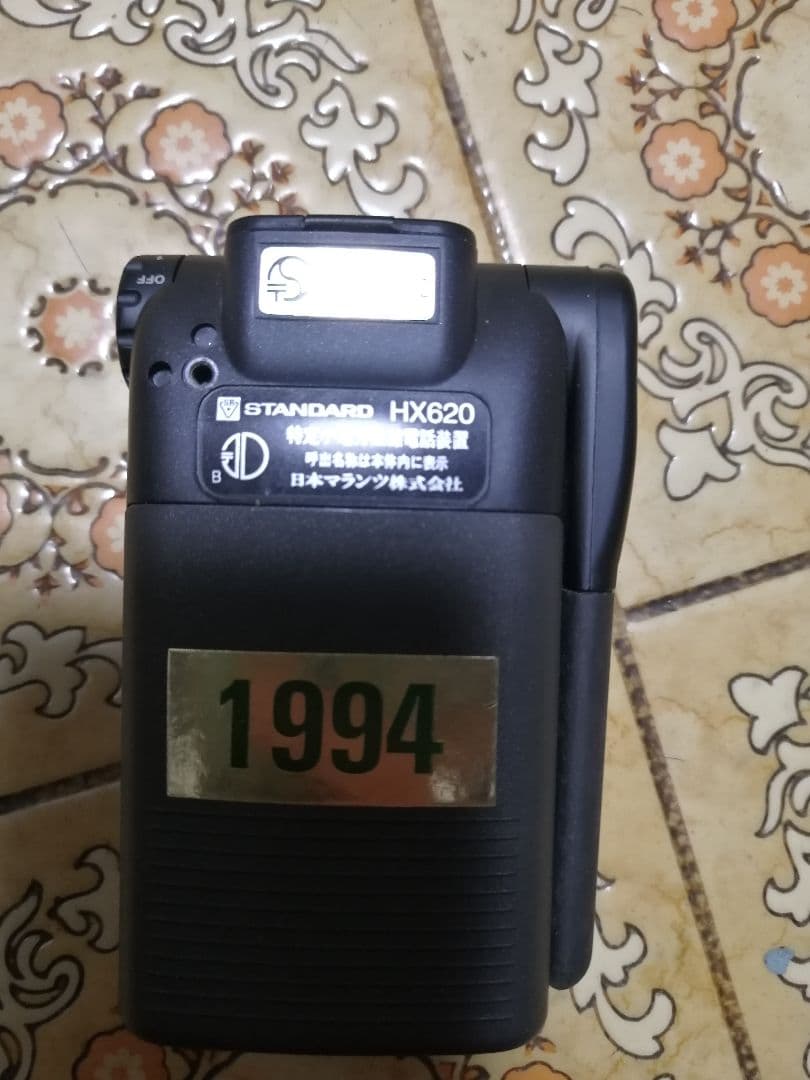 OFF
STANDARD HX620
特定小電力無線電話装置
B
呼出名称は本体内に表示
日本マランツ株式会社
1994